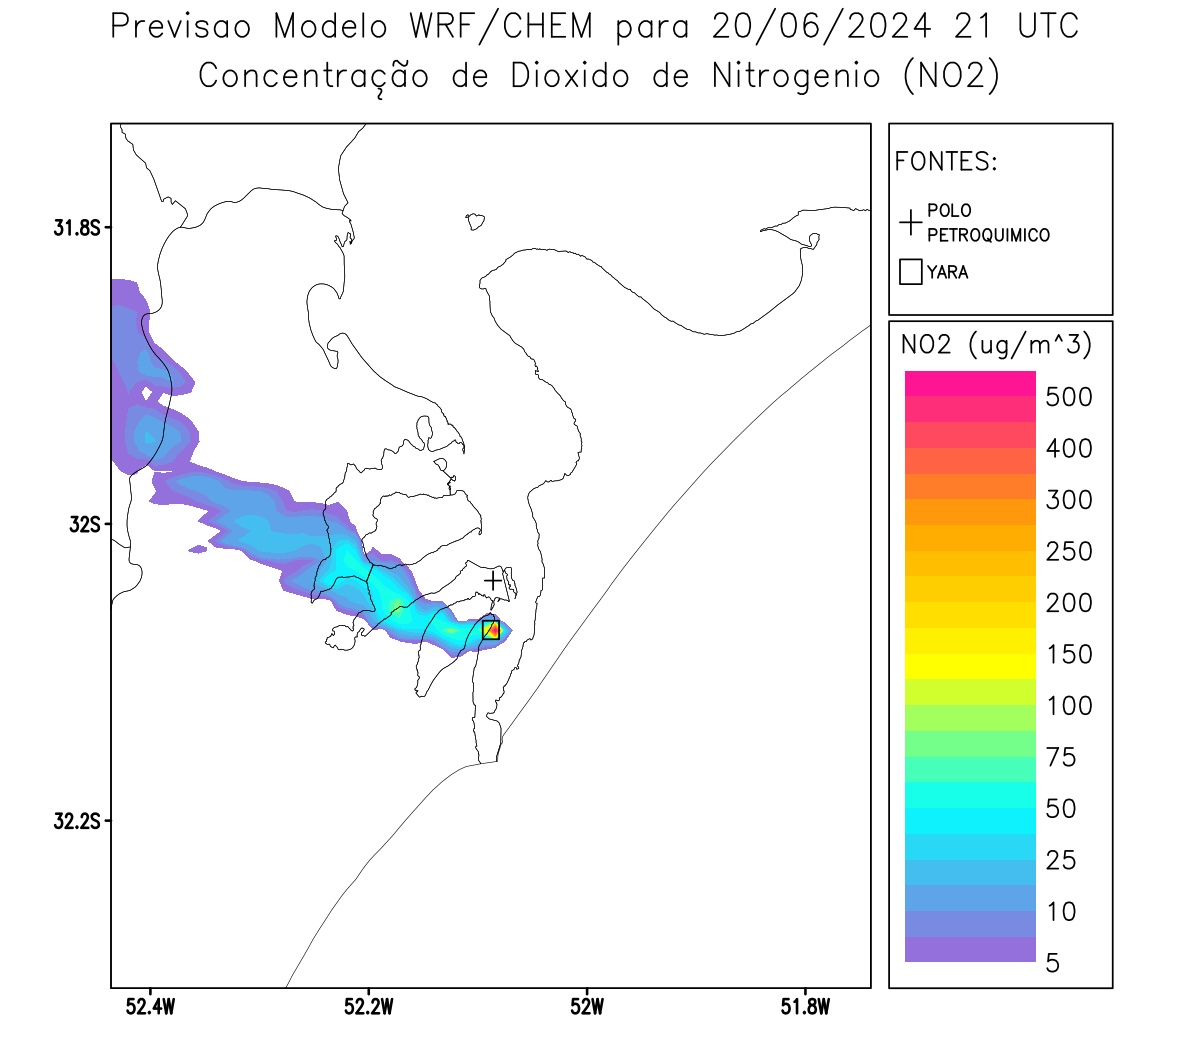 Previsao Modelo WRF/CHEM para 20/06/2024 21 UTC
Concentração de Dioxido de Nitrogenio (NO2)
FONTES:
POLO
PETROQUIMICO
YARA
NO2 (ug/m^3)
500
400
300
250
200
150
100
75
50
25
10
5
31.8S
32S
32.2S
52.4W
52.2W
52W
51.8W